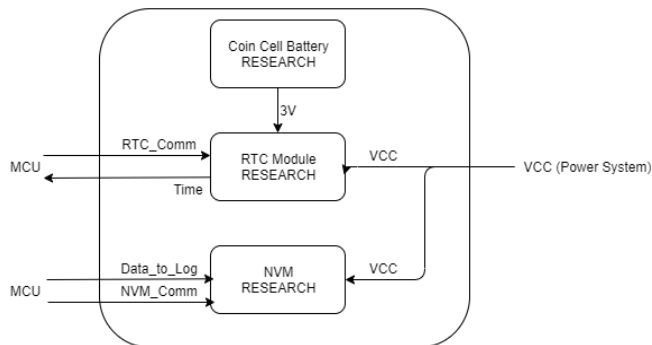 Coin Cell Battery
RESEARCH
3V
RTC_Comm
MCU
RTC Module
RESEARCH
VCC
VCC (Power System)
Time
Data_to_Log
MCU
NVM_Comm
NVM
RESEARCH
VCC